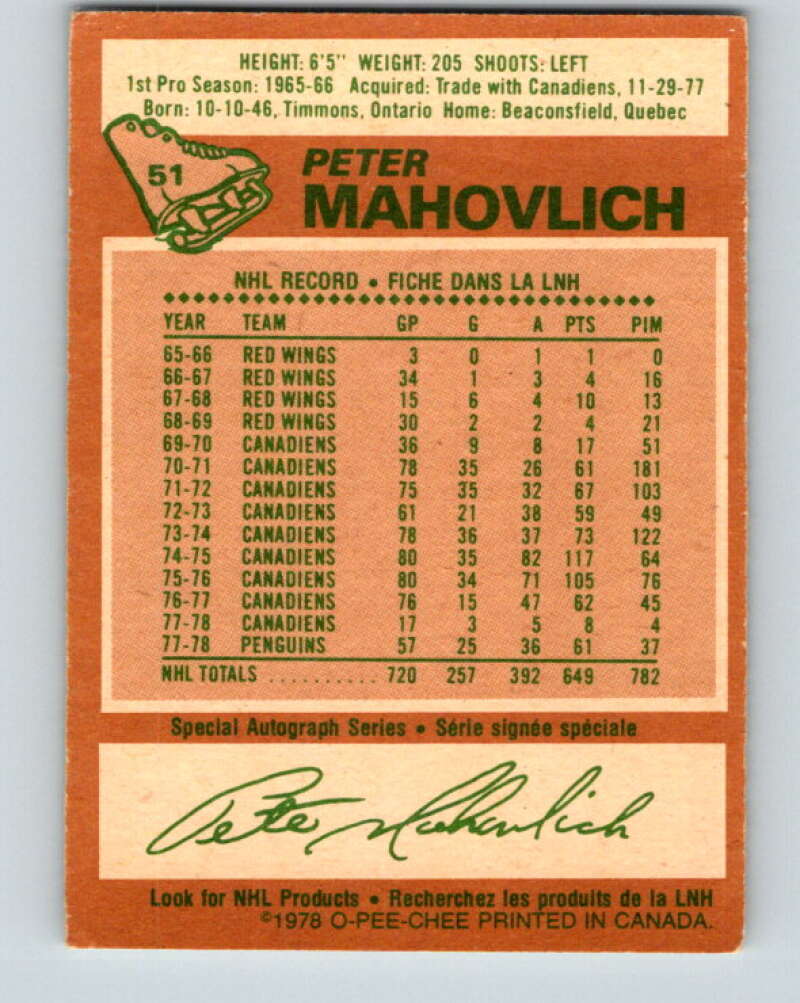 HEIGHT: 6'5" WEIGHT: 205 SHOOTS: LEFT
1st Pro Season: 1965-66 Acquired: Trade with Canadiens, 11-29-77
Born: 10-10-46, Timmons, Ontario Home: Beaconsfield, Quebec
51
PETER
MAHOVLICH
NHL RECORD • FICHE DANS LA LNH
YEAR TEAM GP G A PTS PIM
65-66 RED WINGS 3 0 1 1 0
66-67 RED WINGS 34 1 3 4 16
67-68 RED WINGS 15 6 4 10 13
68-69 RED WINGS 30 2 2 4 21
69-70 CANADIENS 36 9 8 17 51
70-71 CANADIENS 78 35 26 61 181
71-72 CANADIENS 75 35 32 67 103
72-73 CANADIENS 61 21 38 59 49
73-74 CANADIENS 78 36 37 73 122
74-75 CANADIENS 80 35 82 117 64
75-76 CANADIENS 80 34 71 105 76
76-77 CANADIENS 76 15 47 62 45
77-78 CANADIENS 17 3 5 8 4
77-78 PENGUINS 57 25 36 61 37
NHL TOTALS .......... 720 257 392 649 782
Special Autograph Series • Série signée spéciale
Pete Mahovlich
Look for NHL Products • Recherchez les produits de la LNH
©1978 O-PEE-CHEE PRINTED IN CANADA.